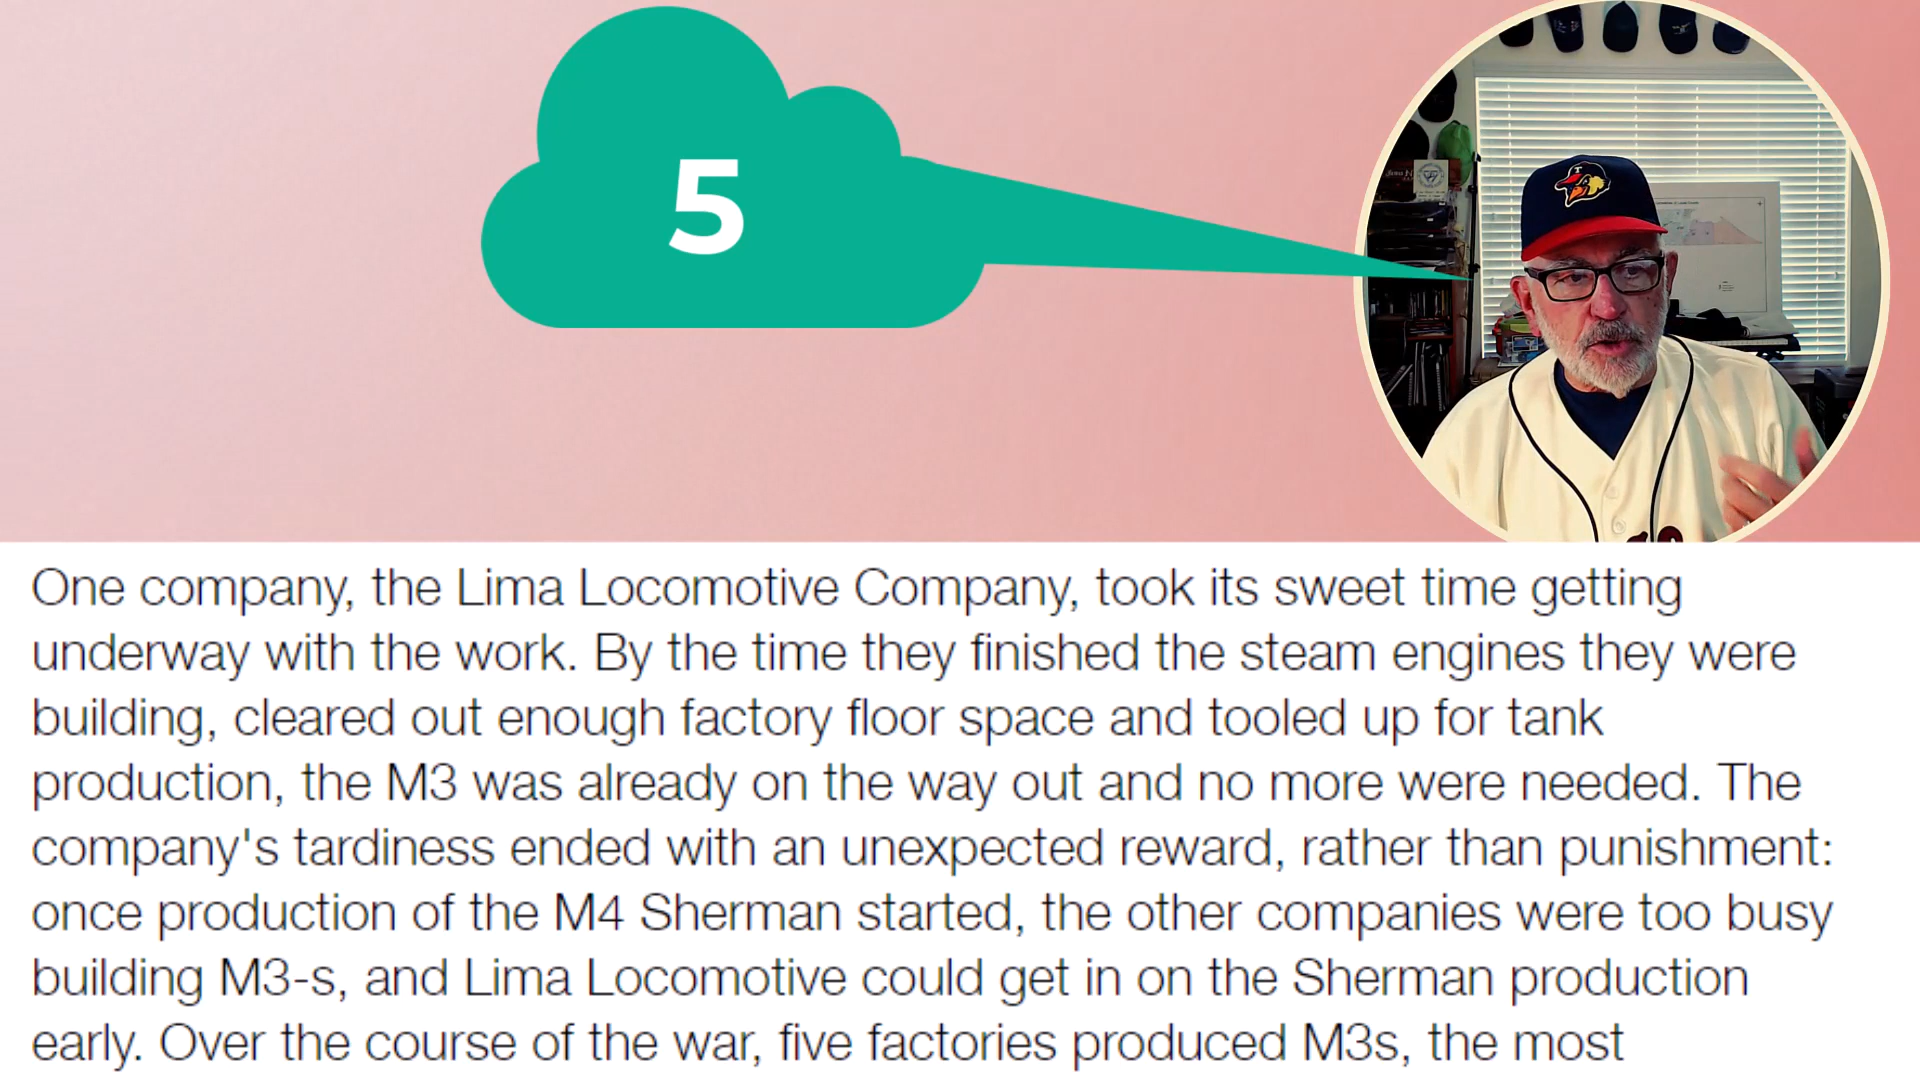 5
T
One company, the Lima Locomotive Company, took its sweet time getting
underway with the work. By the time they finished the steam engines they were
building, cleared out enough factory floor space and tooled up for tank
production, the M3 was already on the way out and no more were needed. The
company's tardiness ended with an unexpected reward, rather than punishment:
once production of the M4 Sherman started, the other companies were too busy
building M3-s, and Lima Locomotive could get in on the Sherman production
early. Over the course of the war, five factories produced M3s, the most